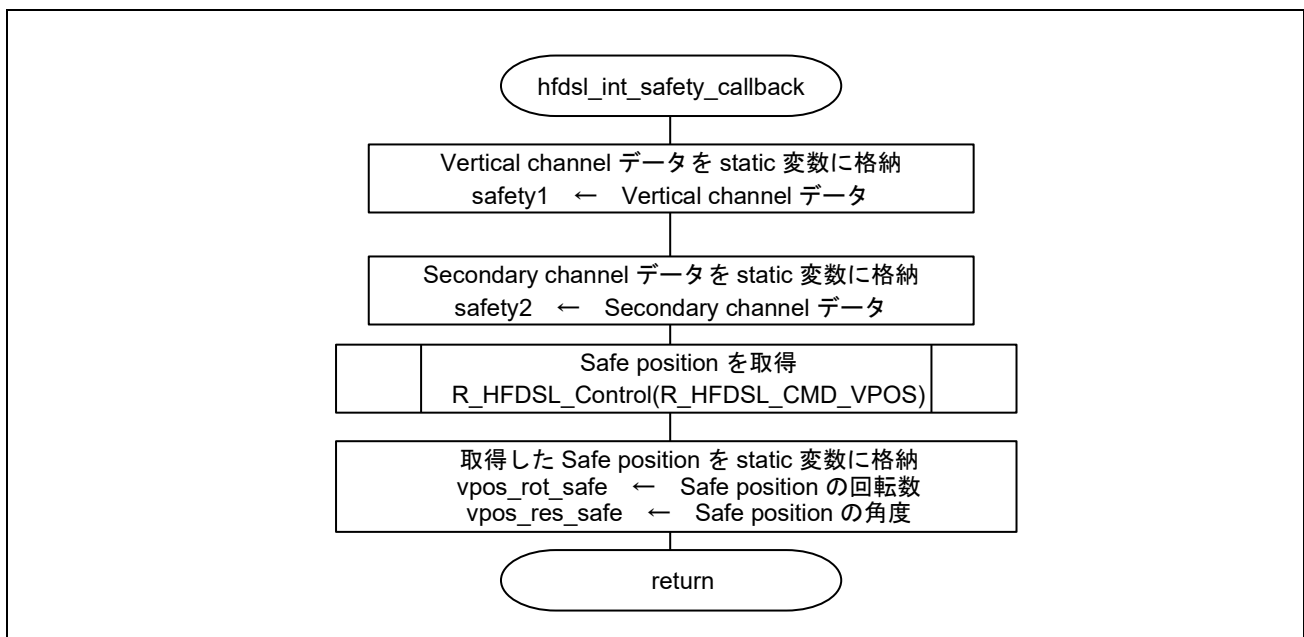 hfdsl_int_safety_callback
Vertical channel データを static 変数に格納
safety1 ← Vertical channel データ
Secondary channel データを static 変数に格納
safety2 ← Secondary channel データ
Safe position を取得
R_HFDSL_Control(R_HFDSL_CMD_VPOS)
取得した Safe position を static 変数に格納
vpos_rot_safe ← Safe position の回転数
vpos_res_safe ← Safe position の角度
return